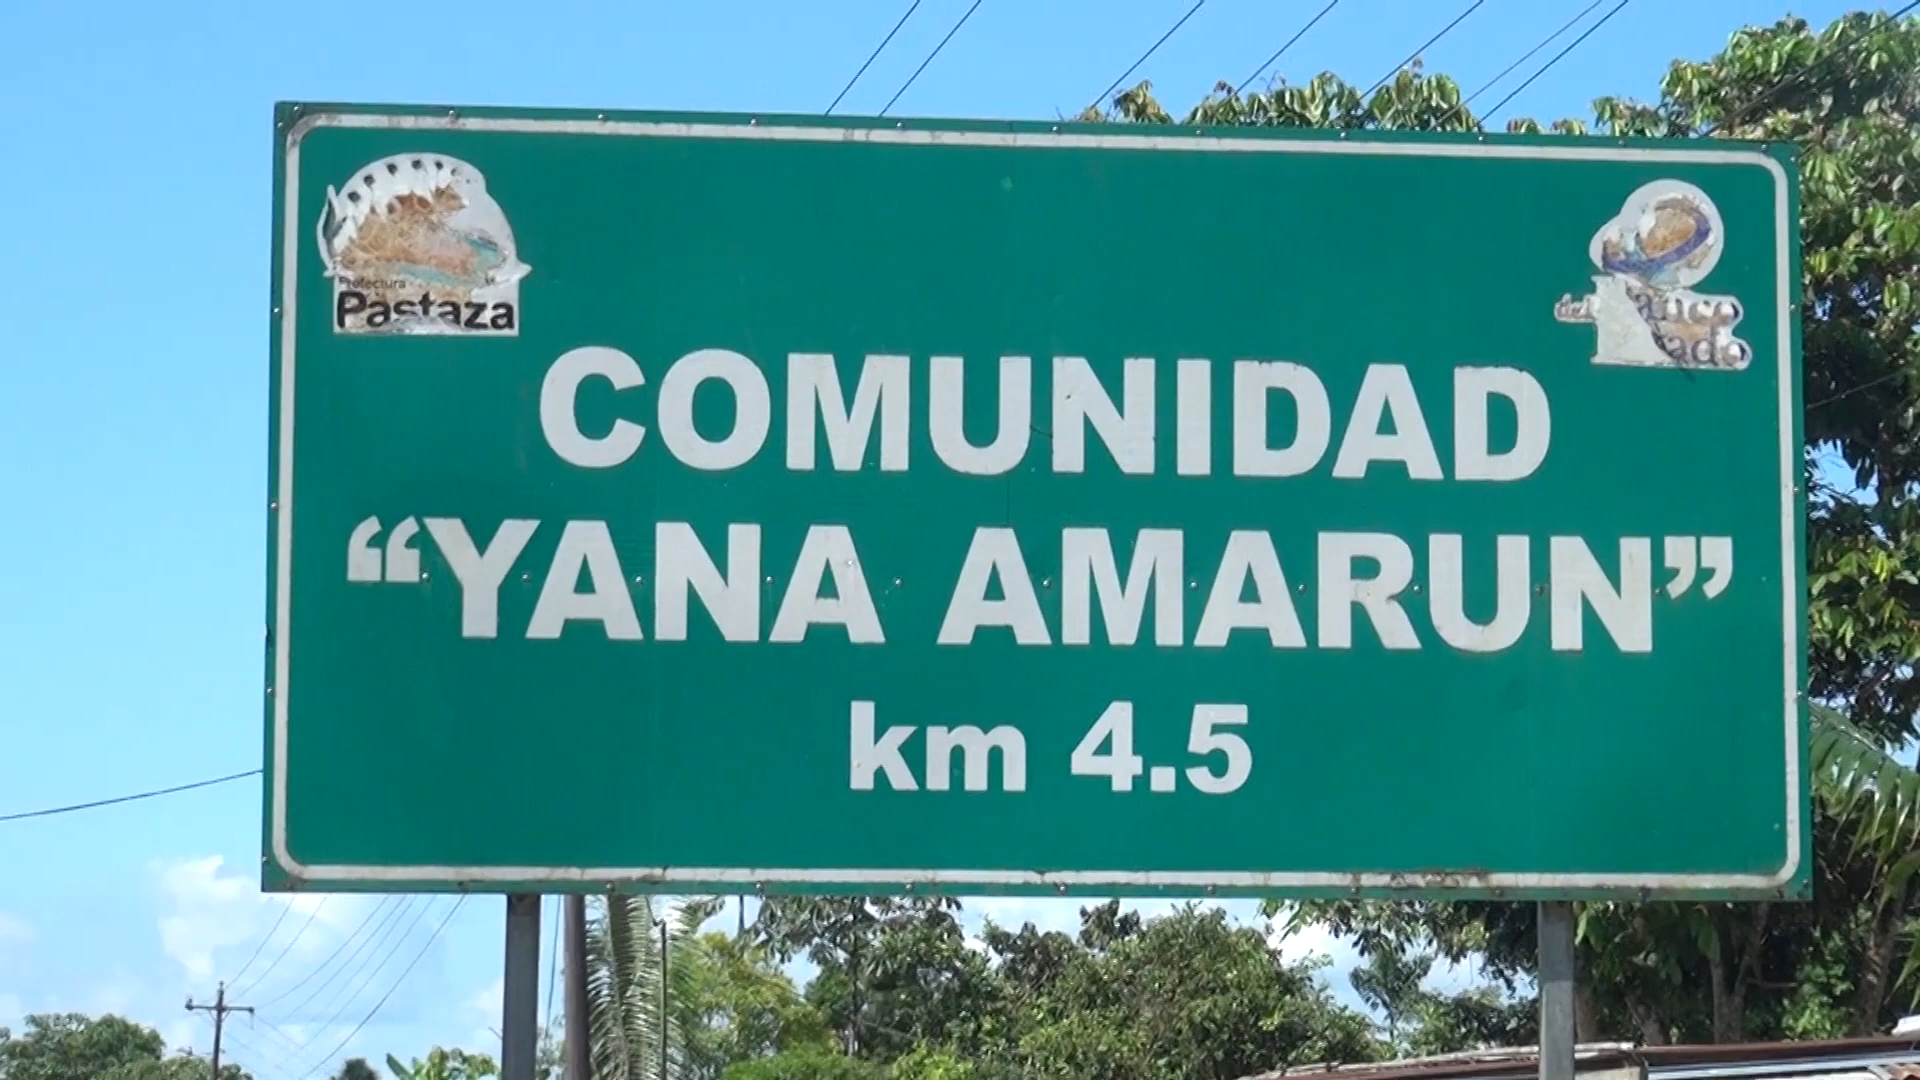 Prefectura
Pastaza
COMUNIDAD
“YANA AMARUN”
km 4.5